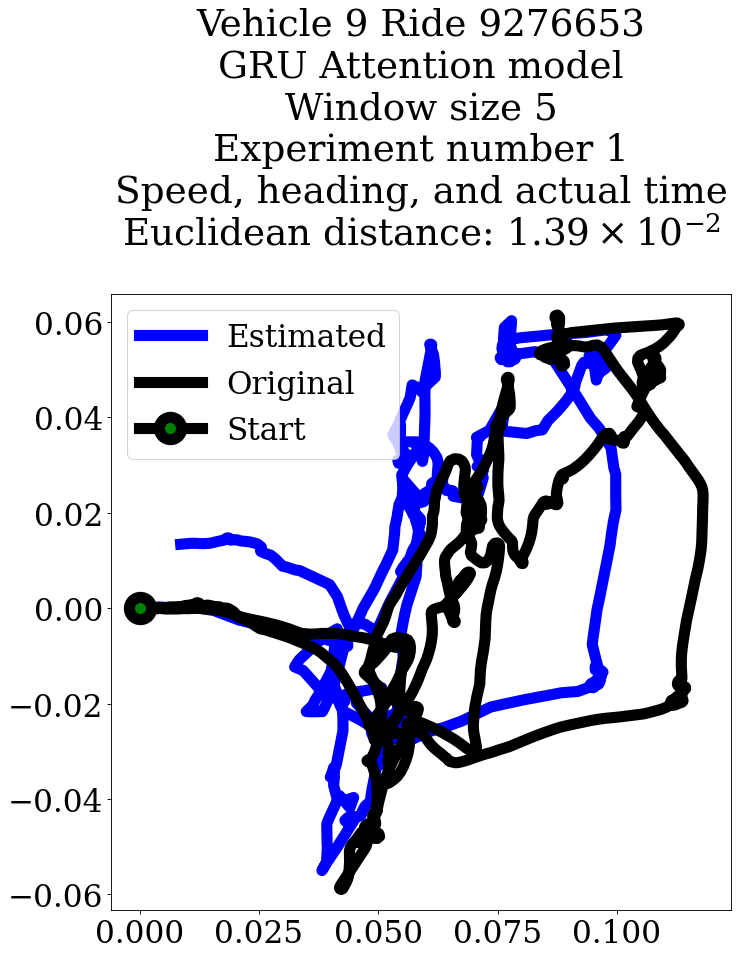 Vehicle 9 Ride 9276653
GRU Attention model
Window size 5
Experiment number 1
Speed, heading, and actual time
Euclidean distance: 1.39 × 10⁻²
Estimated
Original
Start
0.06
0.04
0.02
0.00
−0.02
−0.04
−0.06
0.000 0.025 0.050 0.075 0.100